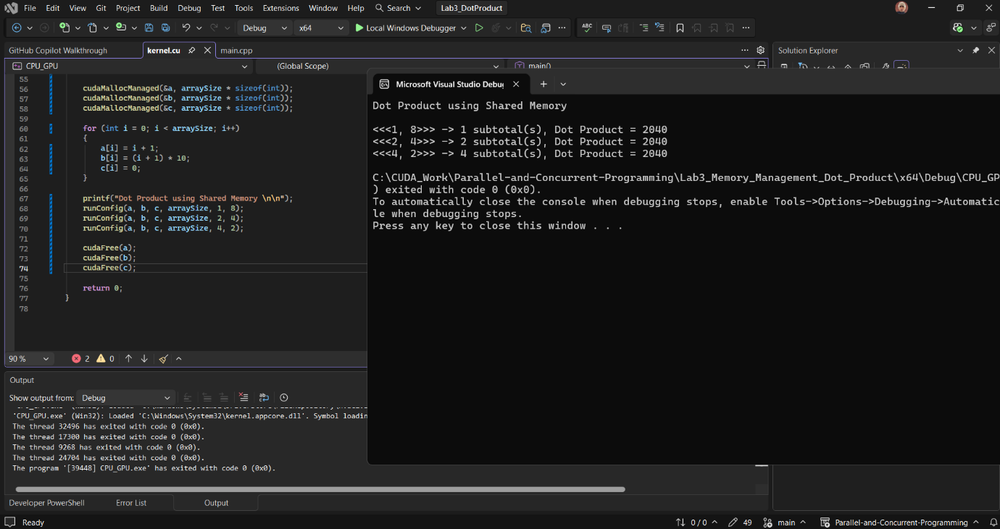 File Edit View Git Project Build Debug Test Tools Extensions Window Help Search Lab3_DotProduct
Debug x64 Local Windows Debugger
GitHub Copilot Walkthrough kernel.cu main.cpp Solution Explorer
CPU_GPU (Global Scope) main()
55
56 cudaMallocManaged(&a, arraySize * sizeof(int));
57 cudaMallocManaged(&b, arraySize * sizeof(int));
58 cudaMallocManaged(&c, arraySize * sizeof(int));
59
60 for (int i = 0; i < arraySize; i++)
61 {
62 a[i] = i + 1;
63 b[i] = (i + 1) * 10;
64 c[i] = 0;
65 }
66
67 printf("Dot Product using Shared Memory \n\n");
68 runConfig(a, b, c, arraySize, 1, 8);
69 runConfig(a, b, c, arraySize, 2, 4);
70 runConfig(a, b, c, arraySize, 4, 2);
71
72 cudaFree(a);
73 cudaFree(b);
74 cudaFree(c);
75
76 return 0;
77 }
78
90 % 2 0
Microsoft Visual Studio Debu
Dot Product using Shared Memory
<<<1, 8>>> -> 1 subtotal(s), Dot Product = 2040
<<<2, 4>>> -> 2 subtotal(s), Dot Product = 2040
<<<4, 2>>> -> 4 subtotal(s), Dot Product = 2040
C:\CUDA_Work\Parallel-and-Concurrent-Programming\Lab3_Memory_Management_Dot_Product\x64\Debug\CPU_GP
) exited with code 0 (0x0).
To automatically close the console when debugging stops, enable Tools->Options->Debugging->Automatic
le when debugging stops.
Press any key to close this window . . .
Output
Show output from: Debug
'CPU_GPU.exe' (Win32): Loaded 'C:\Windows\System32\kernel.appcore.dll'. Symbol loadin
The thread 32496 has exited with code 0 (0x0).
The thread 17300 has exited with code 0 (0x0).
The thread 9268 has exited with code 0 (0x0).
The thread 24704 has exited with code 0 (0x0).
The program '[39448] CPU_GPU.exe' has exited with code 0 (0x0).
Developer PowerShell Error List Output
Ready 0 / 0 49 main Parallel-and-Concurrent-Programming